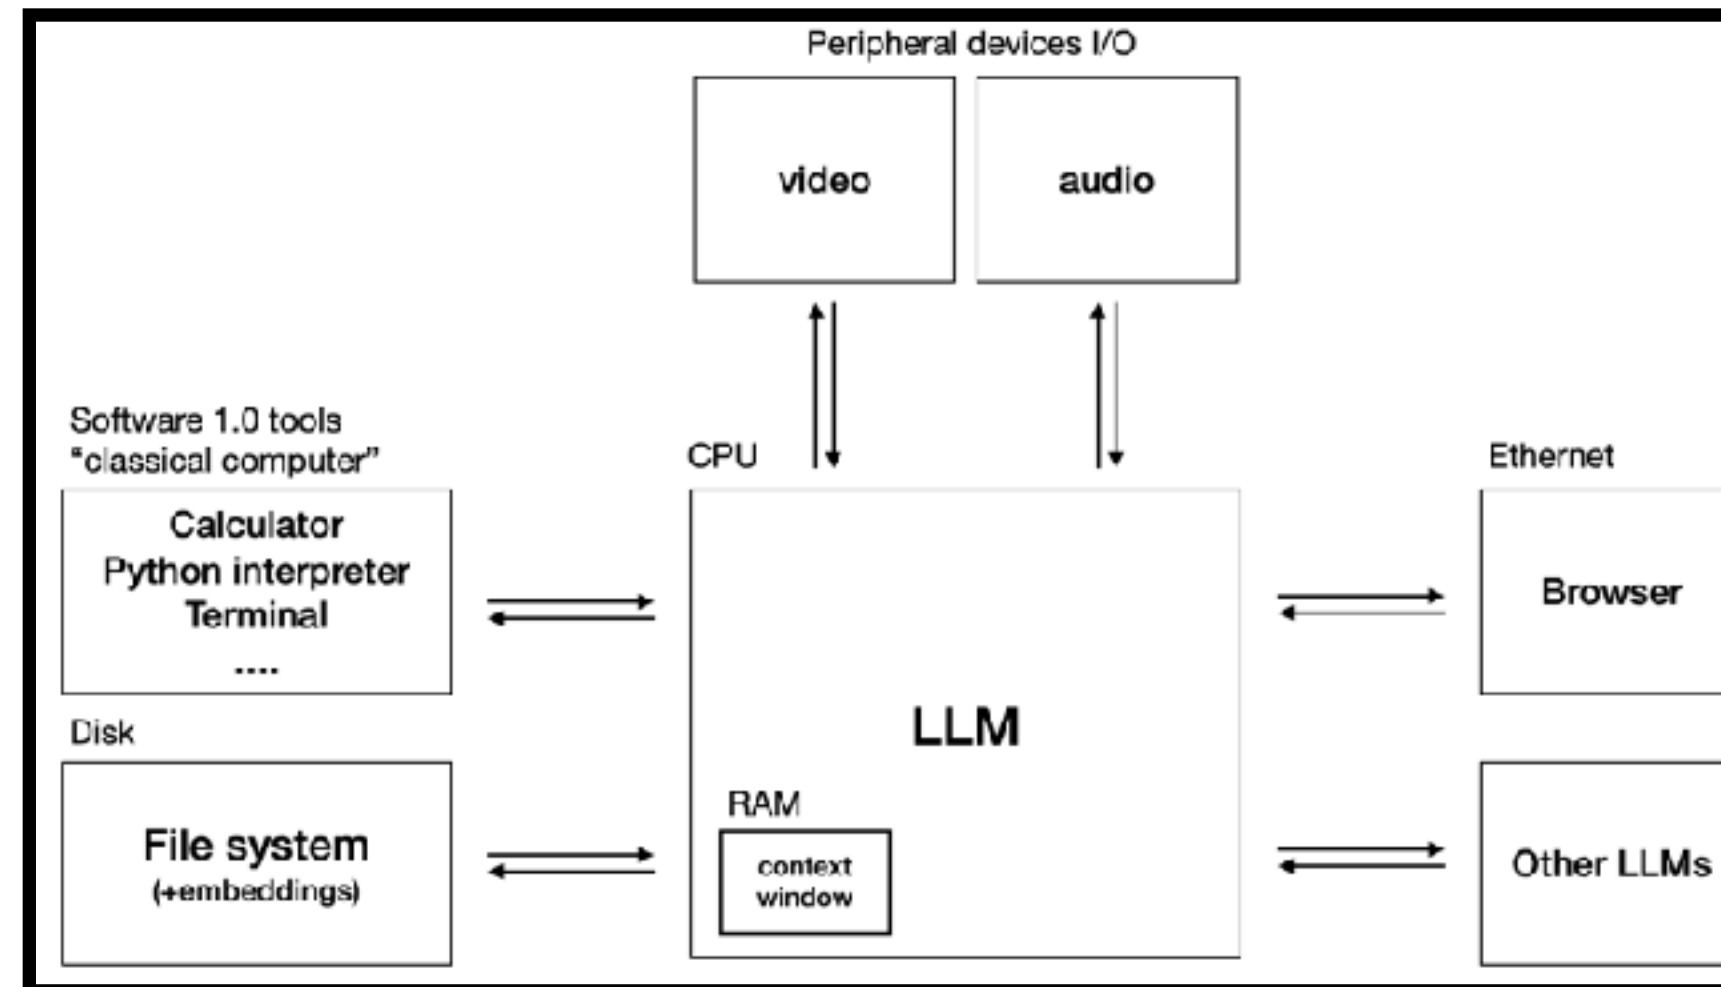 Peripheral devices I/O
video
audio
Software 1.0 tools
"classical computer"
Calculator
Python interpreter
Terminal
....
Disk
File system
(+embeddings)
CPU
LLM
RAM
context
window
Ethernet
Browser
Other LLMs